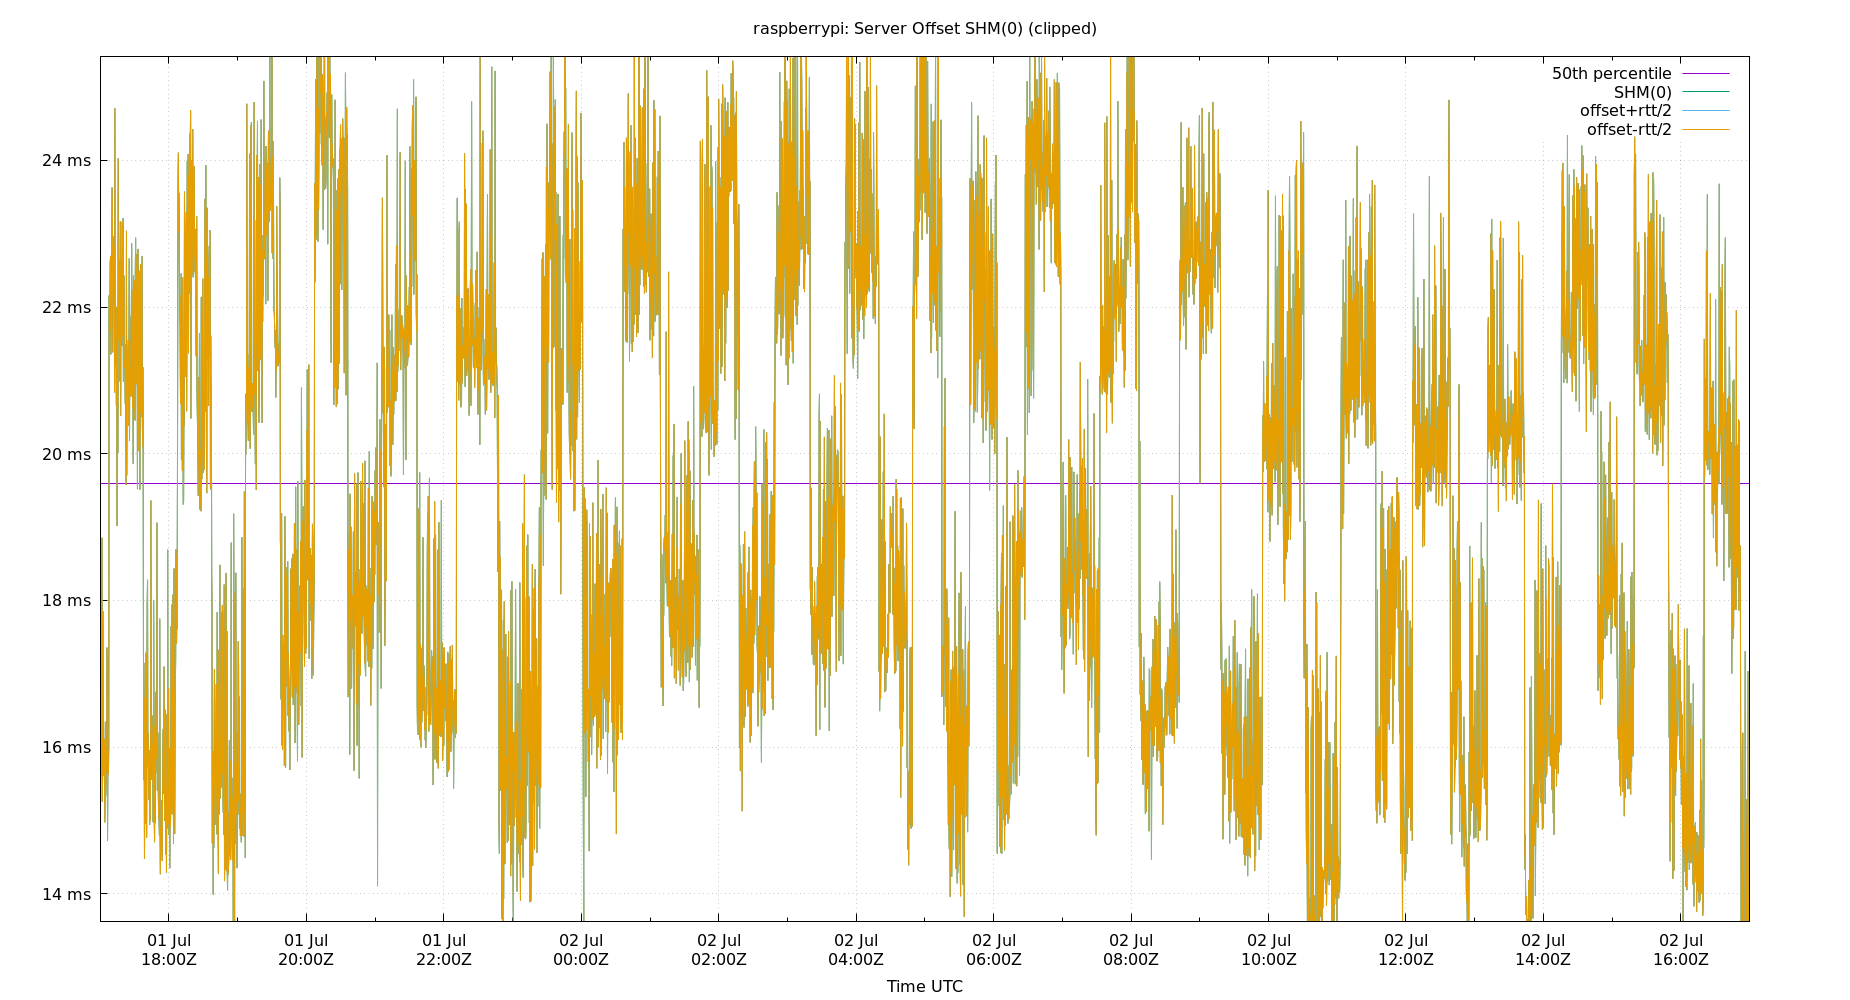 raspberrypi: Server Offset SHM(0) (clipped)
50th percentile
SHM(0)
offset+rtt/2
offset-rtt/2
24 ms
22 ms
20 ms
18 ms
16 ms
14 ms
01 Jul 01 Jul 01 Jul 02 Jul 02 Jul 02 Jul 02 Jul 02 Jul 02 Jul 02 Jul 02 Jul 02 Jul
18:00Z 20:00Z 22:00Z 00:00Z 02:00Z 04:00Z 06:00Z 08:00Z 10:00Z 12:00Z 14:00Z 16:00Z
Time UTC